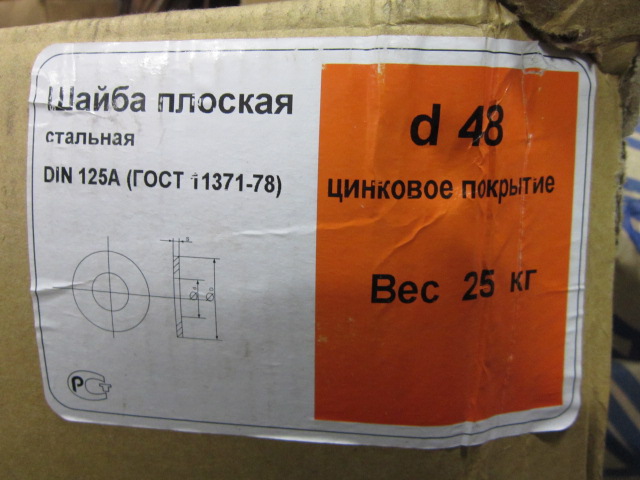 Шайба плоская
стальная
DIN 125A (ГОСТ 11371-78)
d 48
цинковое покрытие
Вес 25 кг